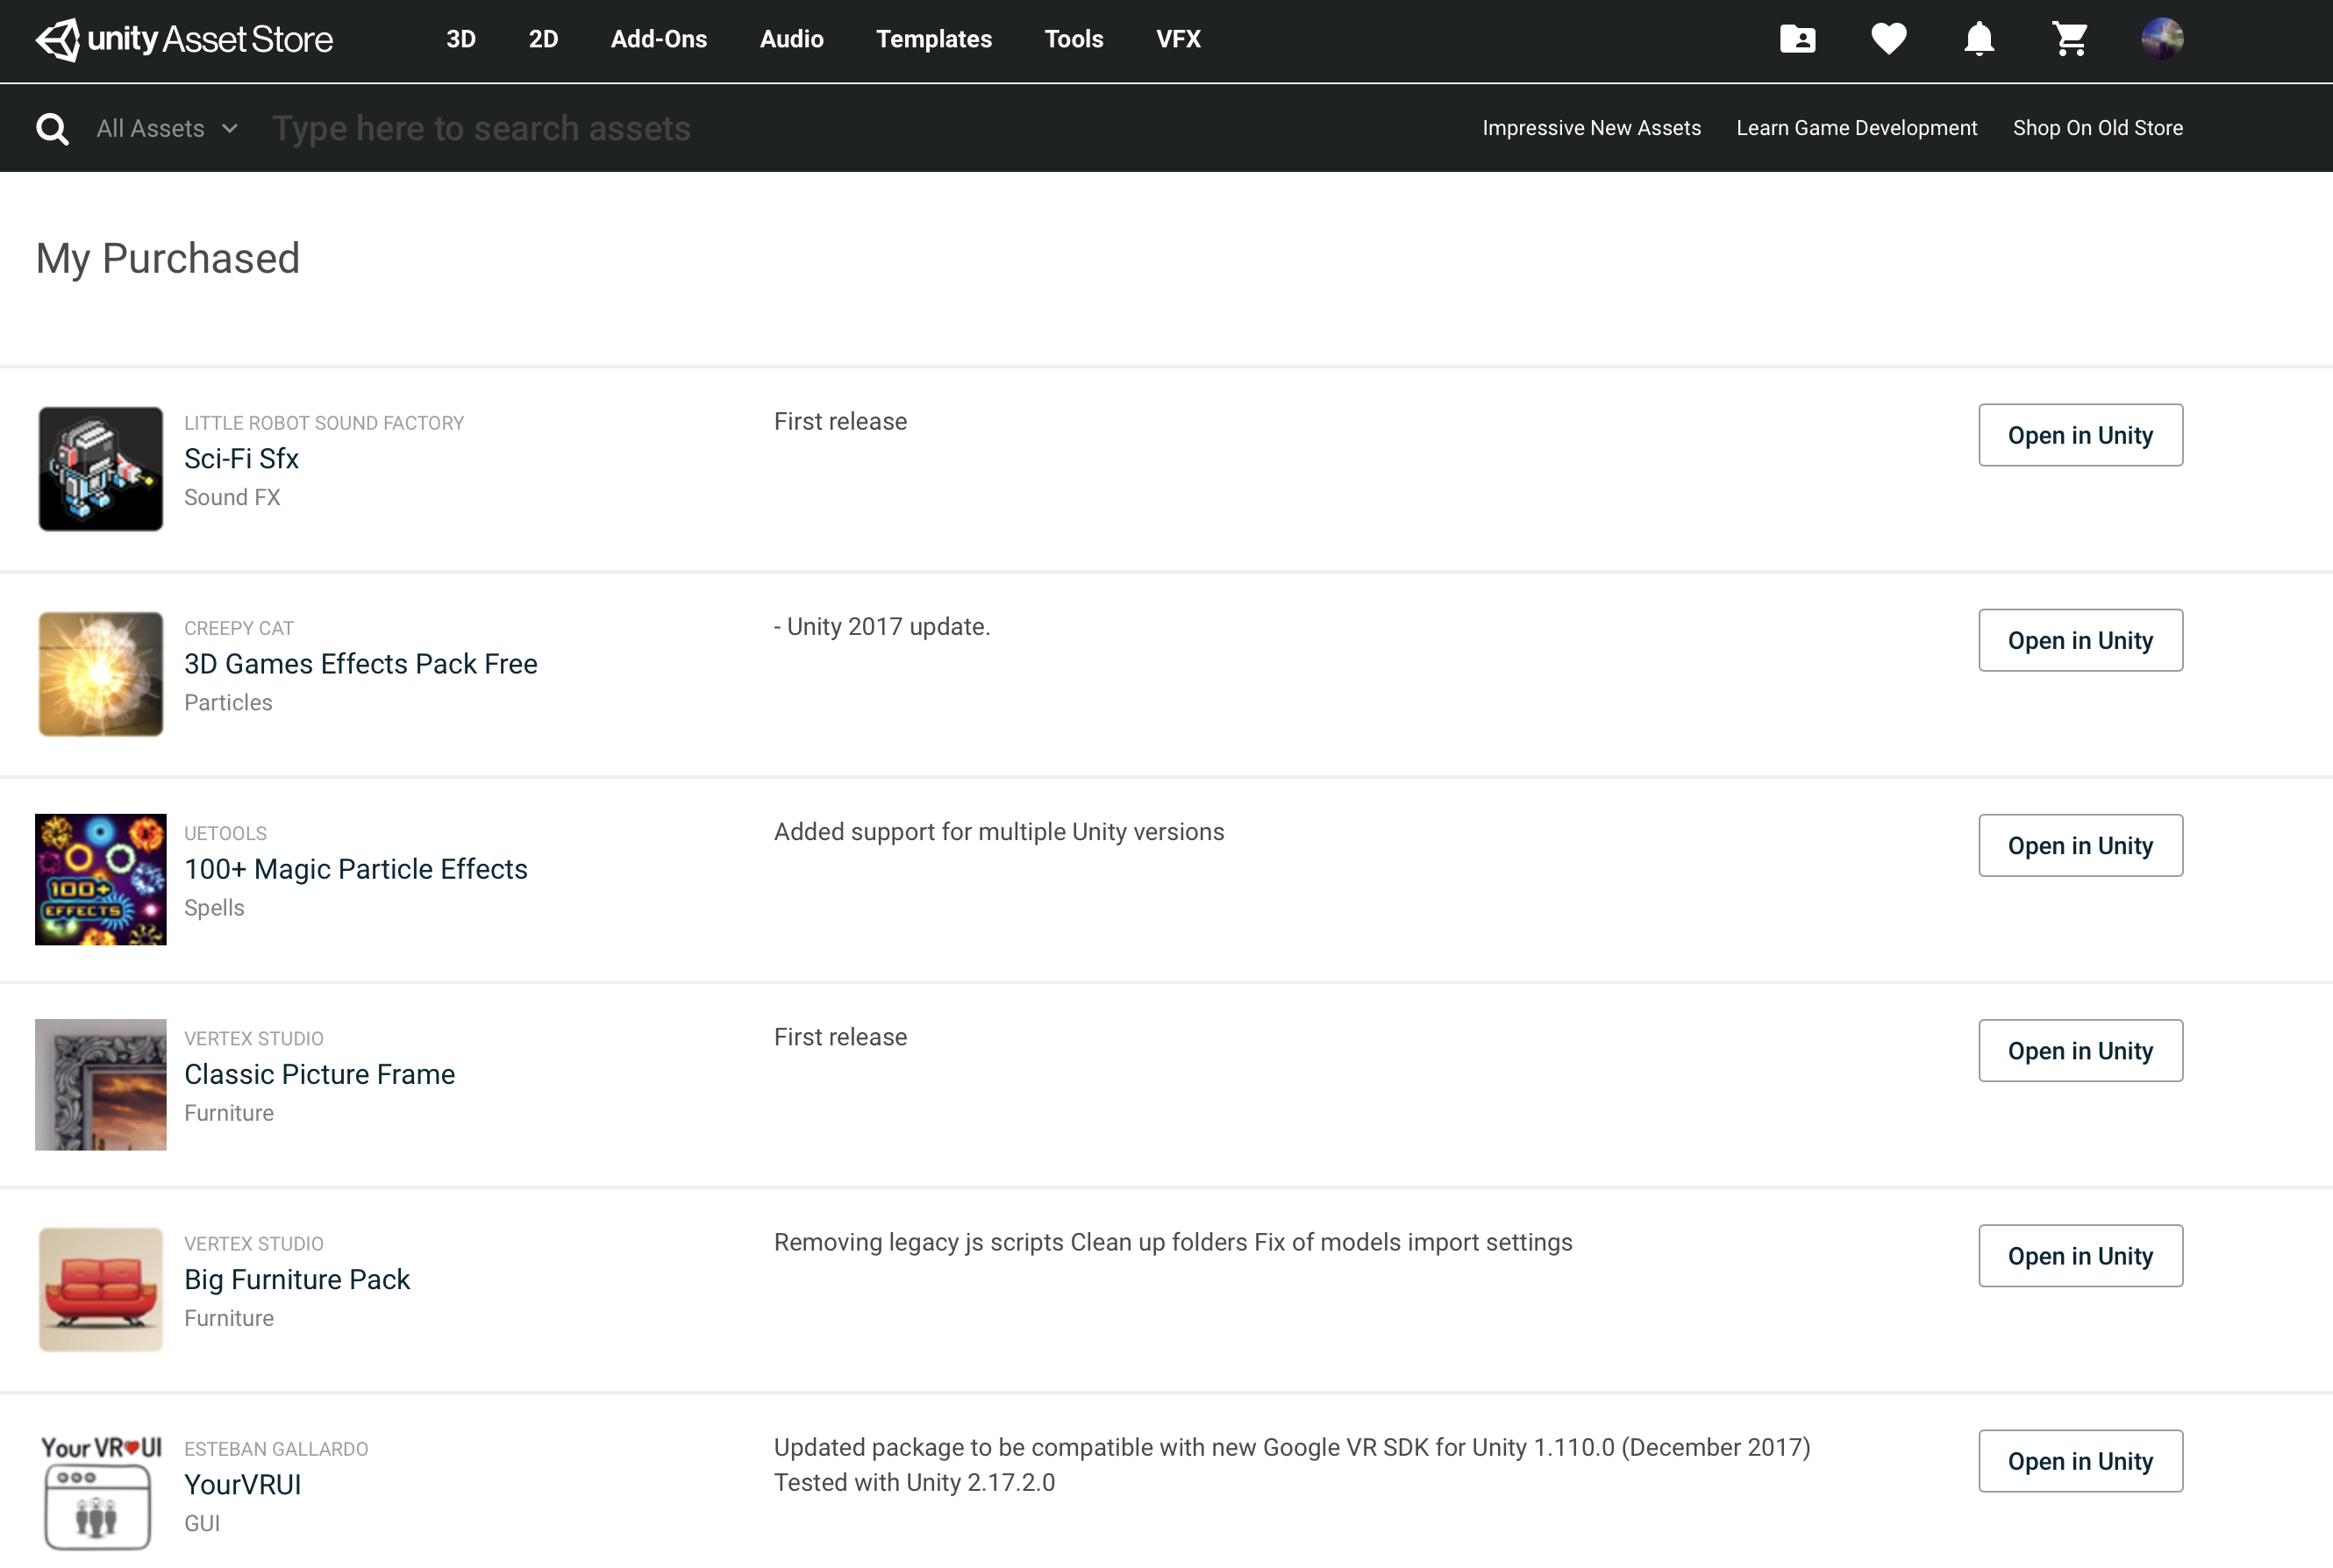 unity Asset Store
3D 2D Add-Ons Audio Templates Tools VFX
All Assets Type here to search assets
Impressive New Assets Learn Game Development Shop On Old Store
My Purchased
LITTLE ROBOT SOUND FACTORY
Sci-Fi Sfx
Sound FX
First release
Open in Unity
CREEPY CAT
3D Games Effects Pack Free
Particles
- Unity 2017 update.
Open in Unity
100+
EFFECTS
UETOOLS
100+ Magic Particle Effects
Spells
Added support for multiple Unity versions
Open in Unity
VERTEX STUDIO
Classic Picture Frame
Furniture
First release
Open in Unity
VERTEX STUDIO
Big Furniture Pack
Furniture
Removing legacy js scripts Clean up folders Fix of models import settings
Open in Unity
Your VR♥UI
ESTEBAN GALLARDO
YourVRUI
GUI
Updated package to be compatible with new Google VR SDK for Unity 1.110.0 (December 2017)
Tested with Unity 2.17.2.0
Open in Unity